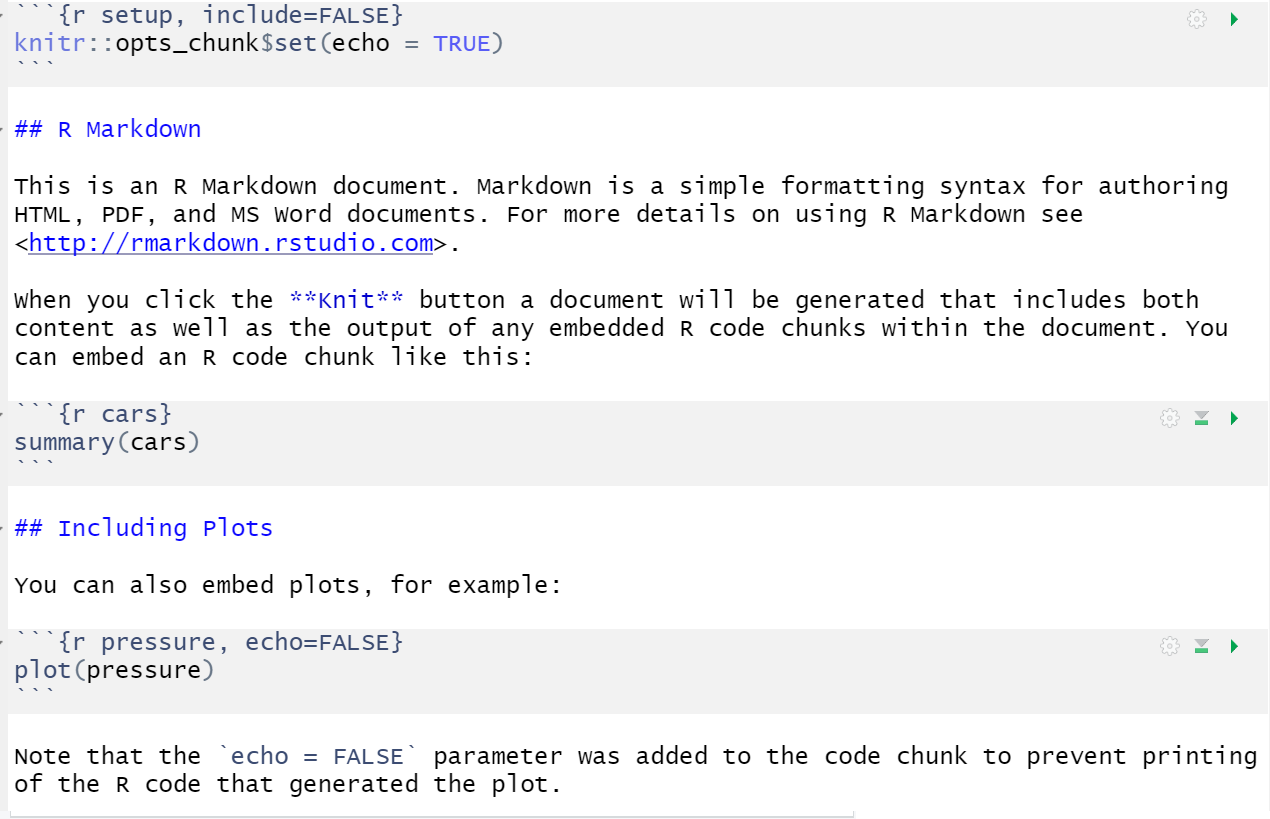 ```{r setup, include=FALSE}
knitr::opts_chunk$set(echo = TRUE)
```
## R Markdown
This is an R Markdown document. Markdown is a simple formatting syntax for authoring
HTML, PDF, and MS Word documents. For more details on using R Markdown see
<http://rmarkdown.rstudio.com>.
When you click the **Knit** button a document will be generated that includes both
content as well as the output of any embedded R code chunks within the document. You
can embed an R code chunk like this:
```{r cars}
summary(cars)
```
## Including Plots
You can also embed plots, for example:
```{r pressure, echo=FALSE}
plot(pressure)
```
Note that the `echo = FALSE` parameter was added to the code chunk to prevent printing
of the R code that generated the plot.